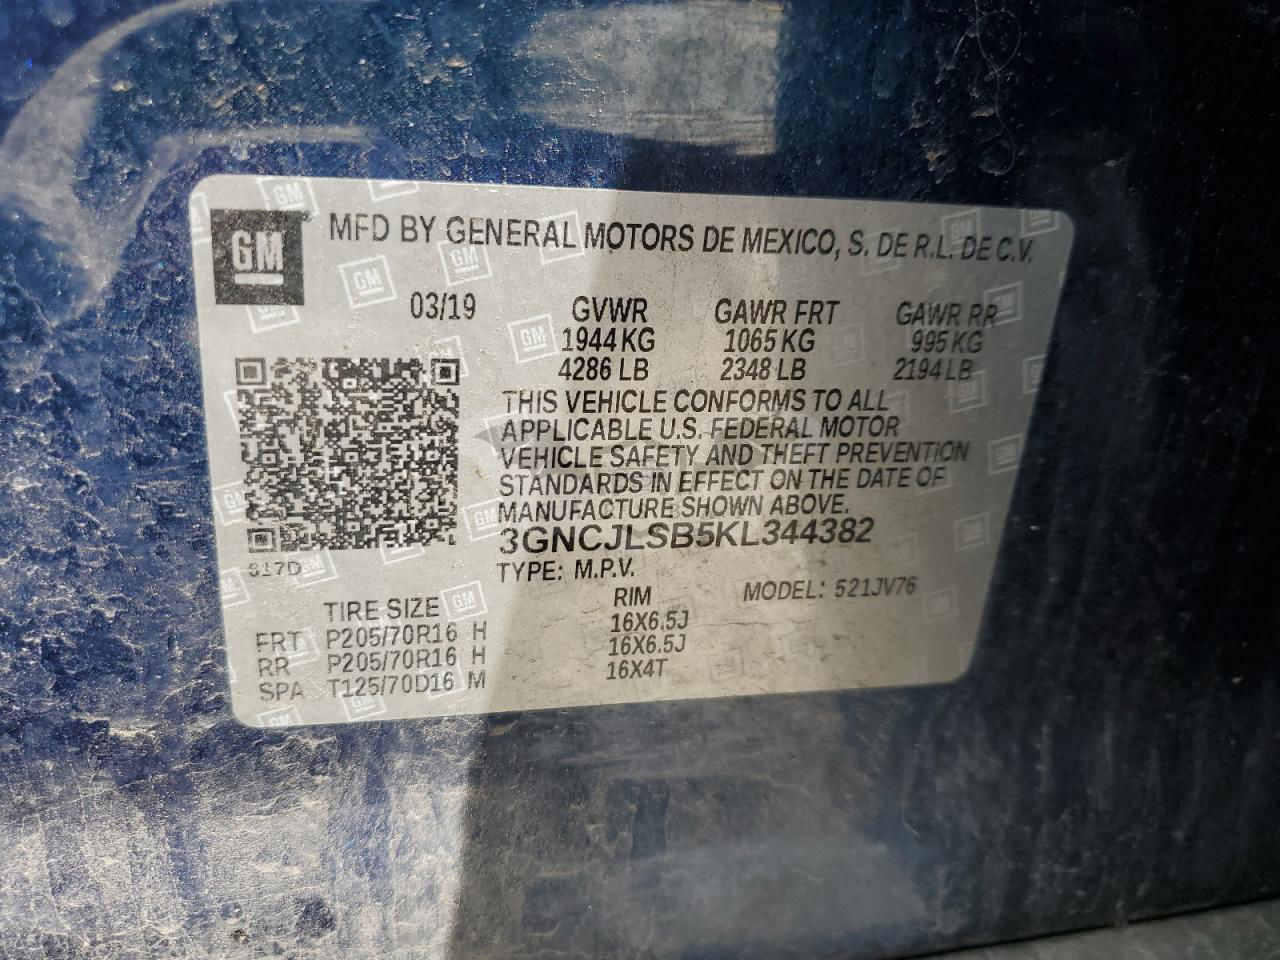 GM MFD BY GENERAL MOTORS DE MEXICO, S. DE R.L. DE C.V.
03/19 GVWR GAWR FRT GAWR RR
1944 KG 1065 KG 995 KG
4286 LB 2348 LB 2194 LB
THIS VEHICLE CONFORMS TO ALL
APPLICABLE U.S. FEDERAL MOTOR
VEHICLE SAFETY AND THEFT PREVENTION
STANDARDS IN EFFECT ON THE DATE OF
MANUFACTURE SHOWN ABOVE.
3GNCJLSB5KL344382
817D TYPE: M.P.V.
TIRE SIZE RIM MODEL: 521JV76
FRT P205/70R16 H 16X6.5J
RR P205/70R16 H 16X6.5J
SPA T125/70D16 M 16X4T